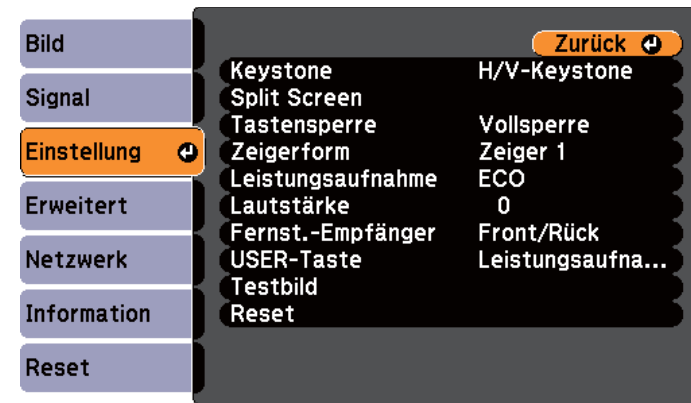 Bild
Signal
Einstellung
Erweitert
Netzwerk
Information
Reset
Zurück
Keystone H/V-Keystone
Split Screen
Tastensperre Vollsperre
Zeigerform Zeiger 1
Leistungsaufnahme ECO
Lautstärke 0
Fernst.-Empfänger Front/Rück
USER-Taste Leistungsaufna...
Testbild
Reset